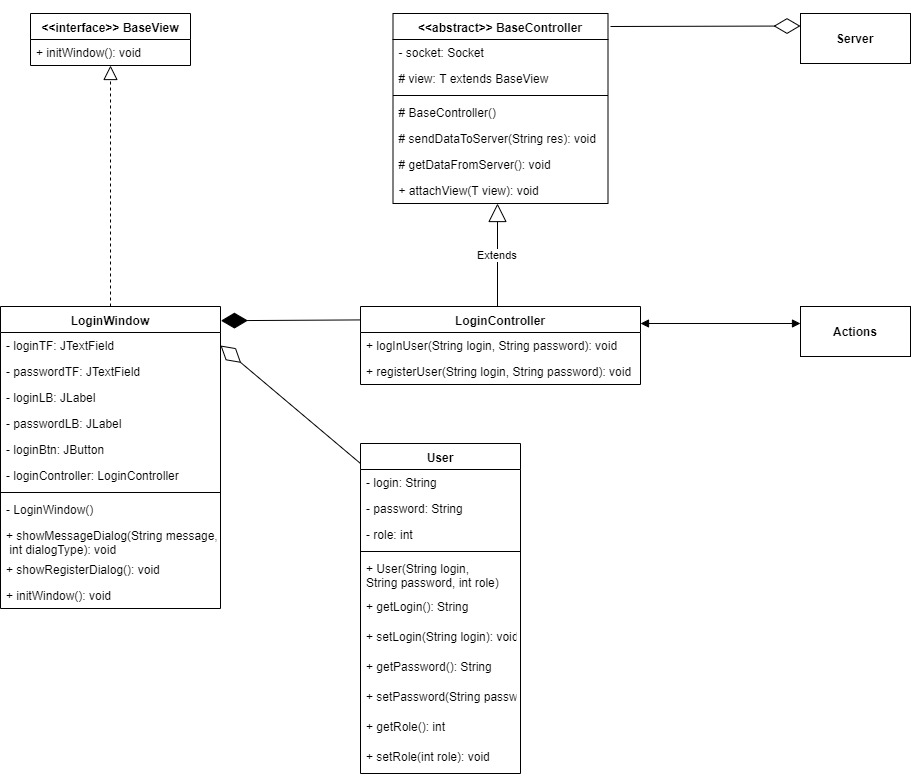 <<interface>> BaseView
+ initWindow(): void
<<abstract>> BaseController
- socket: Socket
# view: T extends BaseView
# BaseController()
# sendDataToServer(String res): void
# getDataFromServer(): void
+ attachView(T view): void
Server
Extends
LoginWindow
- loginTF: JTextField
- passwordTF: JTextField
- loginLB: JLabel
- passwordLB: JLabel
- loginBtn: JButton
- loginController: LoginController
- LoginWindow()
+ showMessageDialog(String message,
int dialogType): void
+ showRegisterDialog(): void
+ initWindow(): void
LoginController
+ logInUser(String login, String password): void
+ registerUser(String login, String password): void
Actions
User
- login: String
- password: String
- role: int
+ User(String login,
String password, int role)
+ getLogin(): String
+ setLogin(String login): void
+ getPassword(): String
+ setPassword(String passw
+ getRole(): int
+ setRole(int role): void